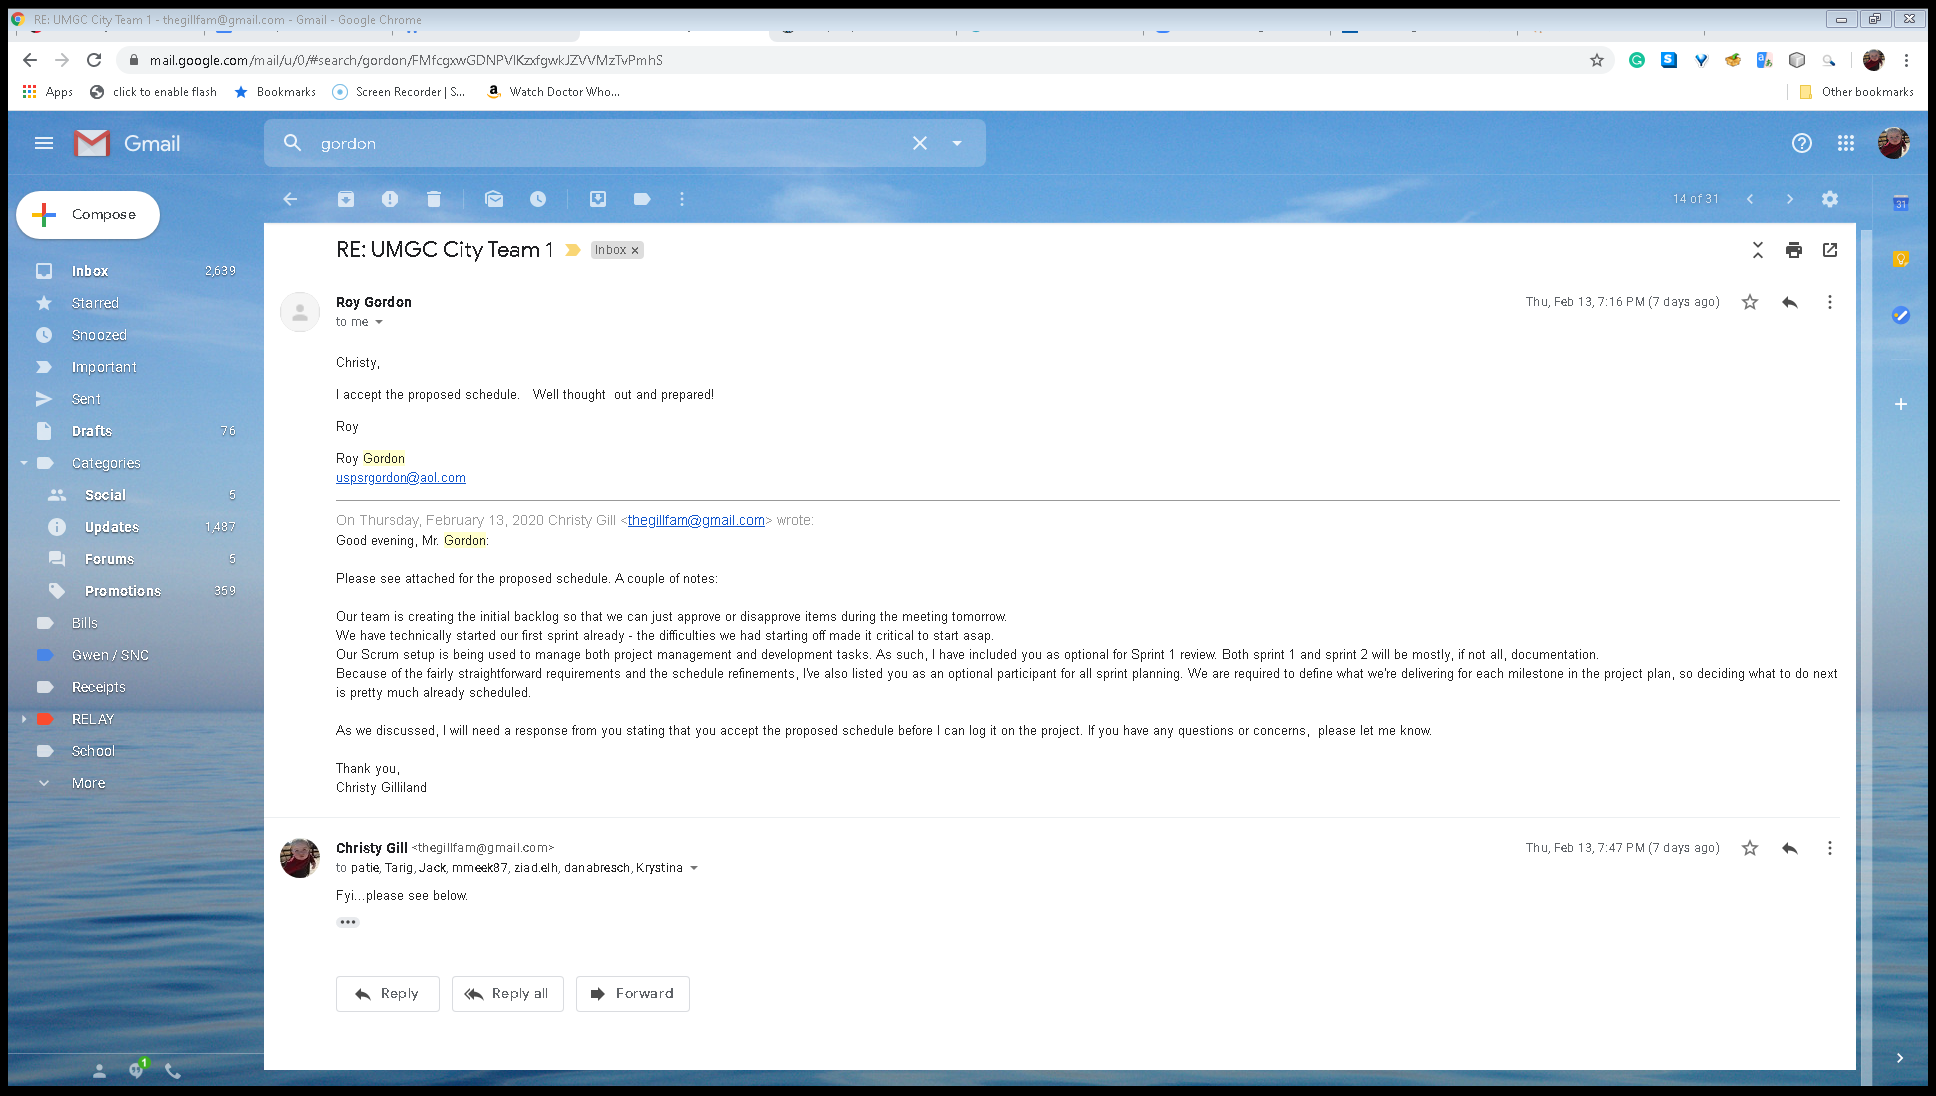 RE: UMGC City Team 1 - thegillfam@gmail.com - Gmail - Google Chrome
mail.google.com/mail/u/0/#search/gordon/FMfcgxwGDNPVlKzxfgwkJZVVMzTvPmhS
Apps click to enable flash Bookmarks Screen Recorder | S... Watch Doctor Who... Other bookmarks
Gmail gordon
Compose 14 of 31
RE: UMGC City Team 1 Inbox x
Inbox 2,639
Starred
Snoozed
Important
Sent
Drafts 76
Categories
Social 5
Updates 1,487
Forums 5
Promotions 359
Bills
Gwen / SNC
Receipts
RELAY
School
More
1
Roy Gordon Thu, Feb 13, 7:16 PM (7 days ago)
to me
Christy,
I accept the proposed schedule. Well thought out and prepared!
Roy
Roy Gordon
uspsrgordon@aol.com
On Thursday, February 13, 2020 Christy Gill <thegillfam@gmail.com> wrote:
Good evening, Mr. Gordon:
Please see attached for the proposed schedule. A couple of notes:
Our team is creating the initial backlog so that we can just approve or disapprove items during the meeting tomorrow.
We have technically started our first sprint already - the difficulties we had starting off made it critical to start asap.
Our Scrum setup is being used to manage both project management and development tasks. As such, I have included you as optional for Sprint 1 review. Both sprint 1 and sprint 2 will be mostly, if not all, documentation.
Because of the fairly straightforward requirements and the schedule refinements, I've also listed you as an optional participant for all sprint planning. We are required to define what we're delivering for each milestone in the project plan, so deciding what to do next
is pretty much already scheduled.
As we discussed, I will need a response from you stating that you accept the proposed schedule before I can log it on the project. If you have any questions or concerns, please let me know.
Thank you,
Christy Gilliland
Christy Gill <thegillfam@gmail.com> Thu, Feb 13, 7:47 PM (7 days ago)
to patie, Tarig, Jack, mmeek87, ziad.elh, danabresch, Krystina
Fyi...please see below.
Reply Reply all Forward
31